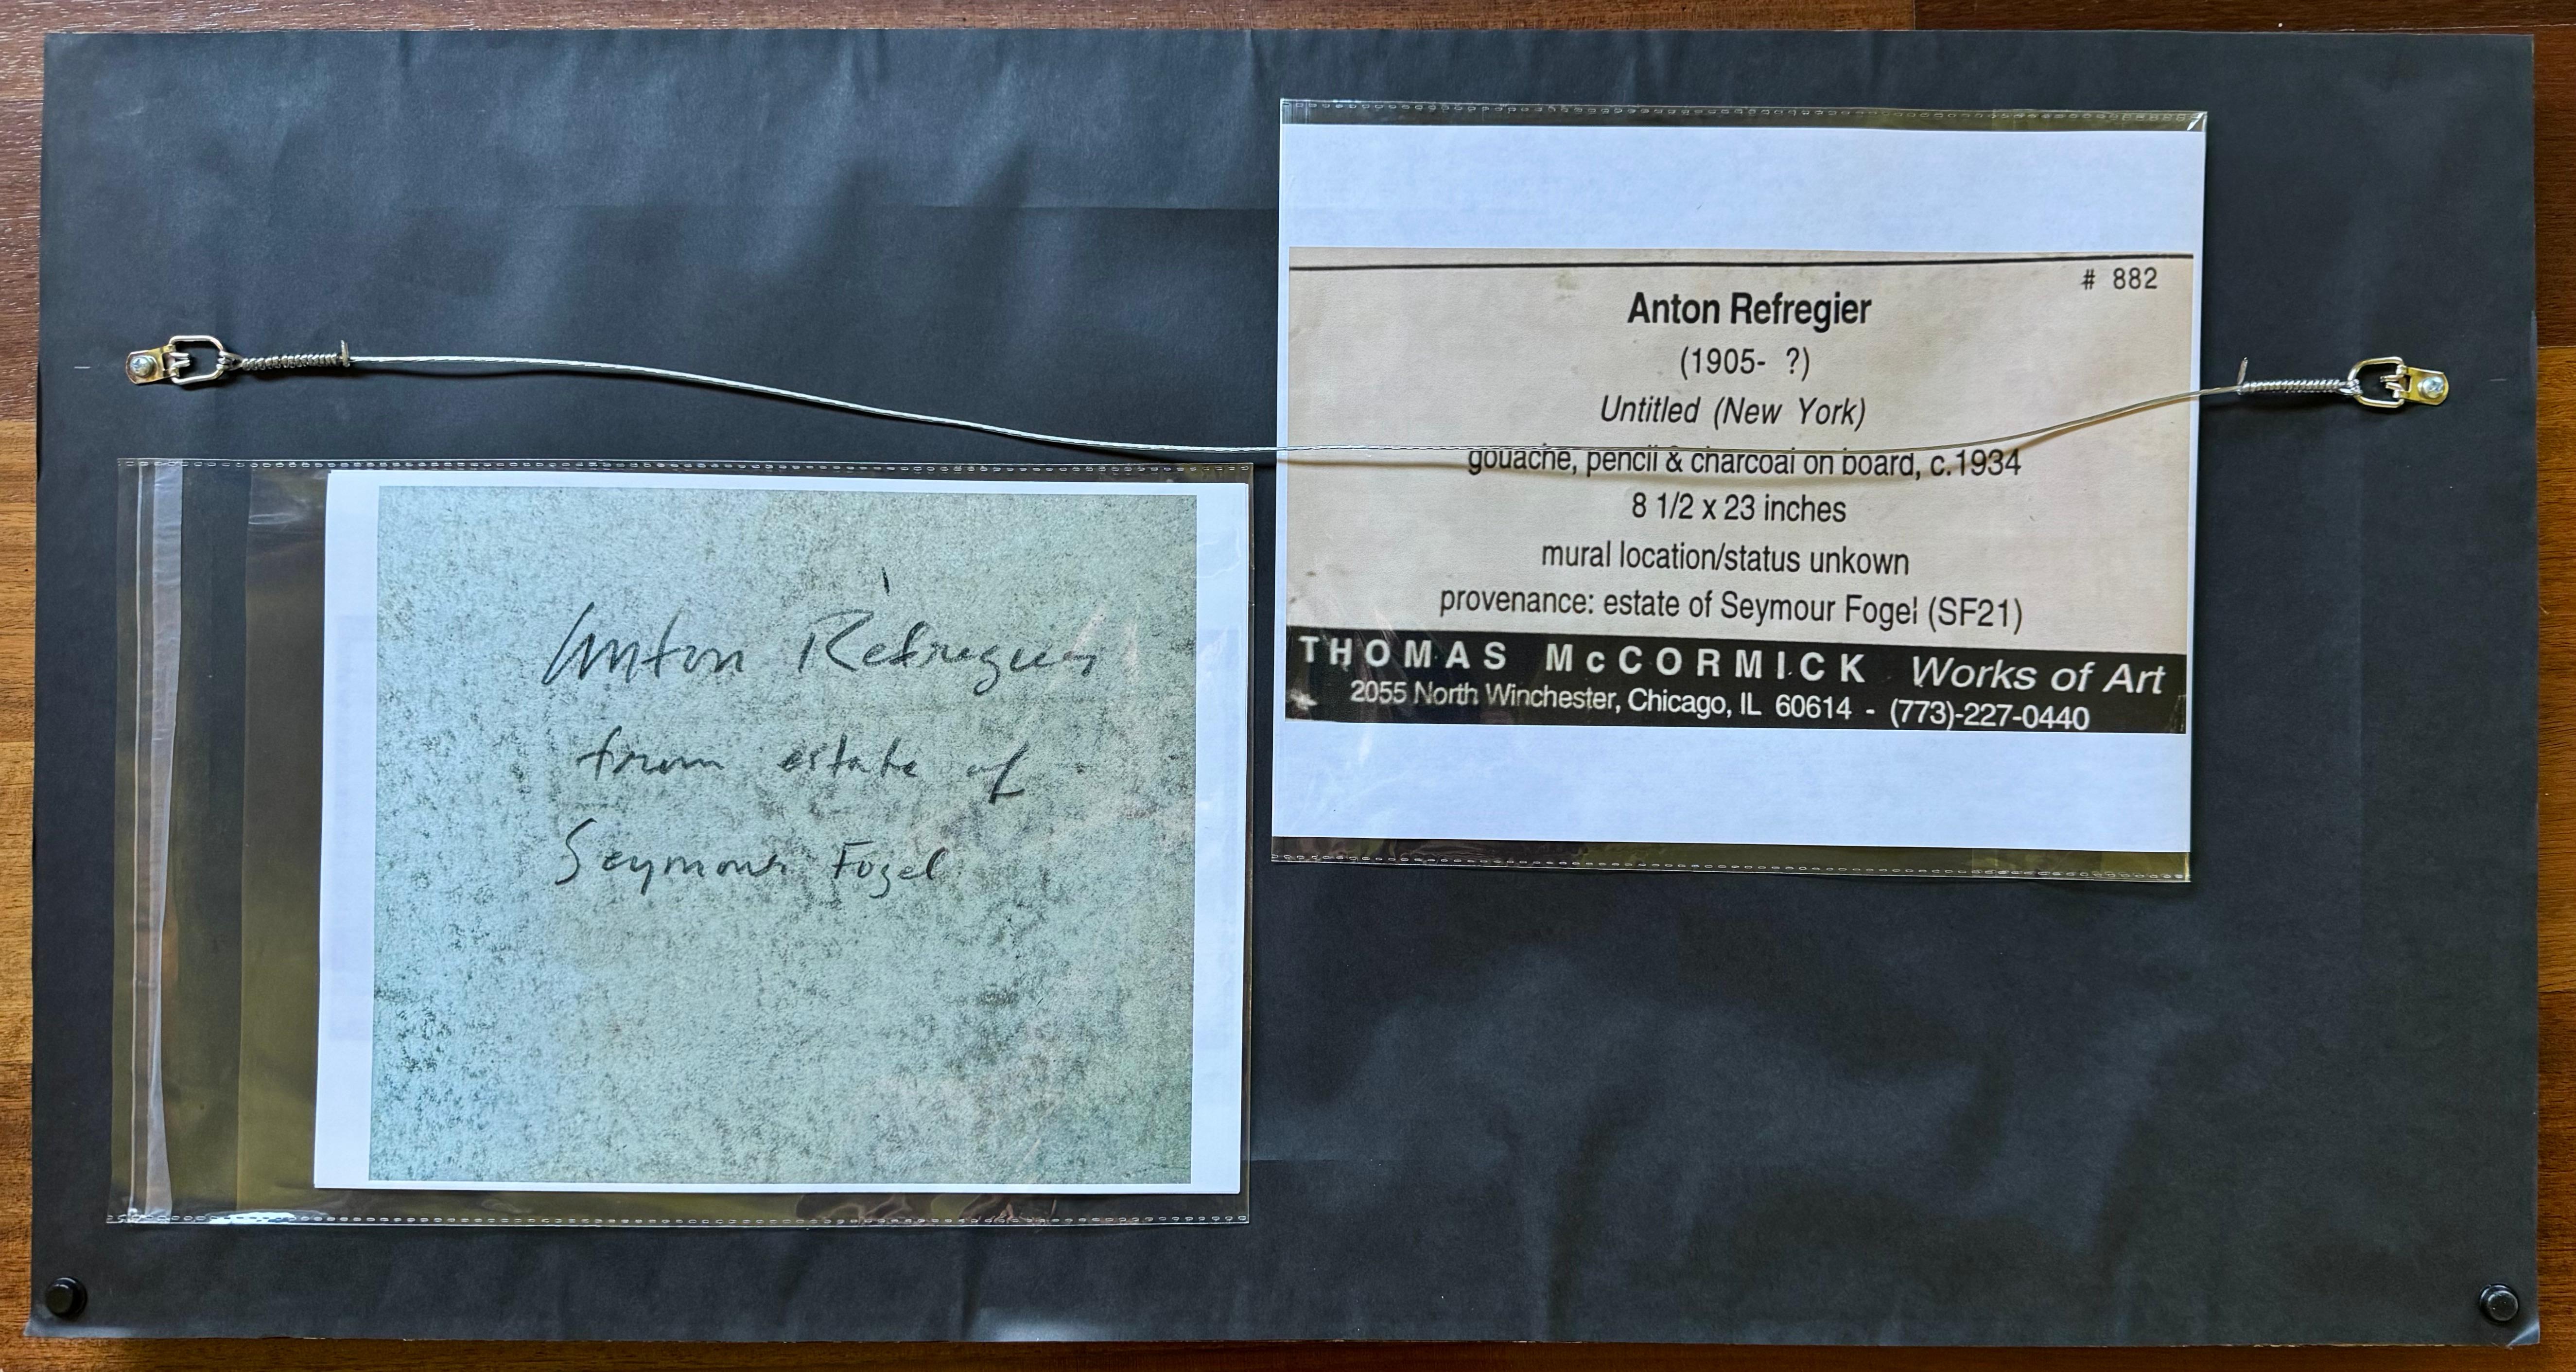 # 882
Anton Refregier
(1905- ?)
Untitled (New York)
gouache, pencil & charcoal on board, c.1934
8 1/2 x 23 inches
mural location/status unkown
provenance: estate of Seymour Fogel (SF21)
THOMAS McCORMICK Works of Art
2055 North Winchester, Chicago, IL 60614 - (773)-227-0440
Anton Refregier
from estate of
Seymour Fogel